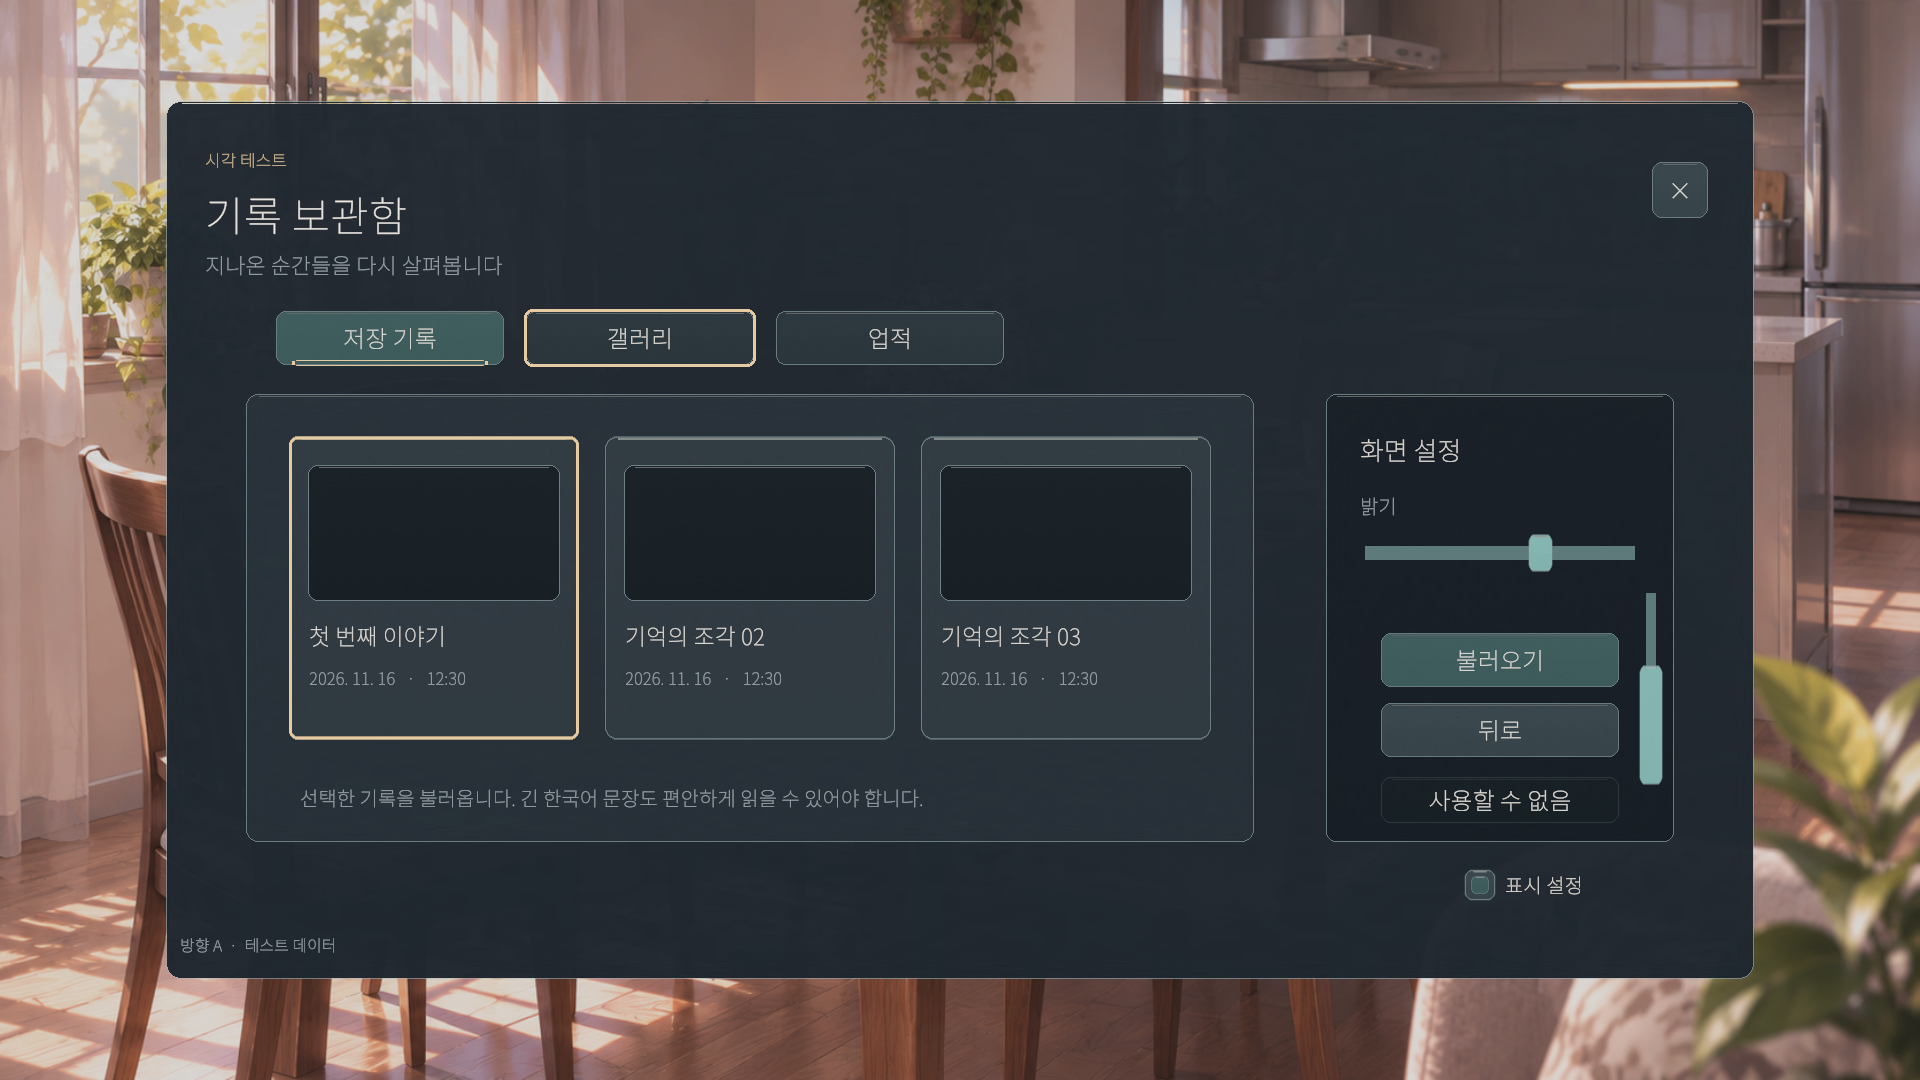 시각 테스트
기록 보관함
지나온 순간들을 다시 살펴봅니다
저장 기록
갤러리
업적
첫 번째 이야기
2026. 11. 16 · 12:30
기억의 조각 02
2026. 11. 16 · 12:30
기억의 조각 03
2026. 11. 16 · 12:30
선택한 기록을 불러옵니다. 긴 한국어 문장도 편안하게 읽을 수 있어야 합니다.
화면 설정
밝기
불러오기
뒤로
사용할 수 없음
표시 설정
방향 A · 테스트 데이터